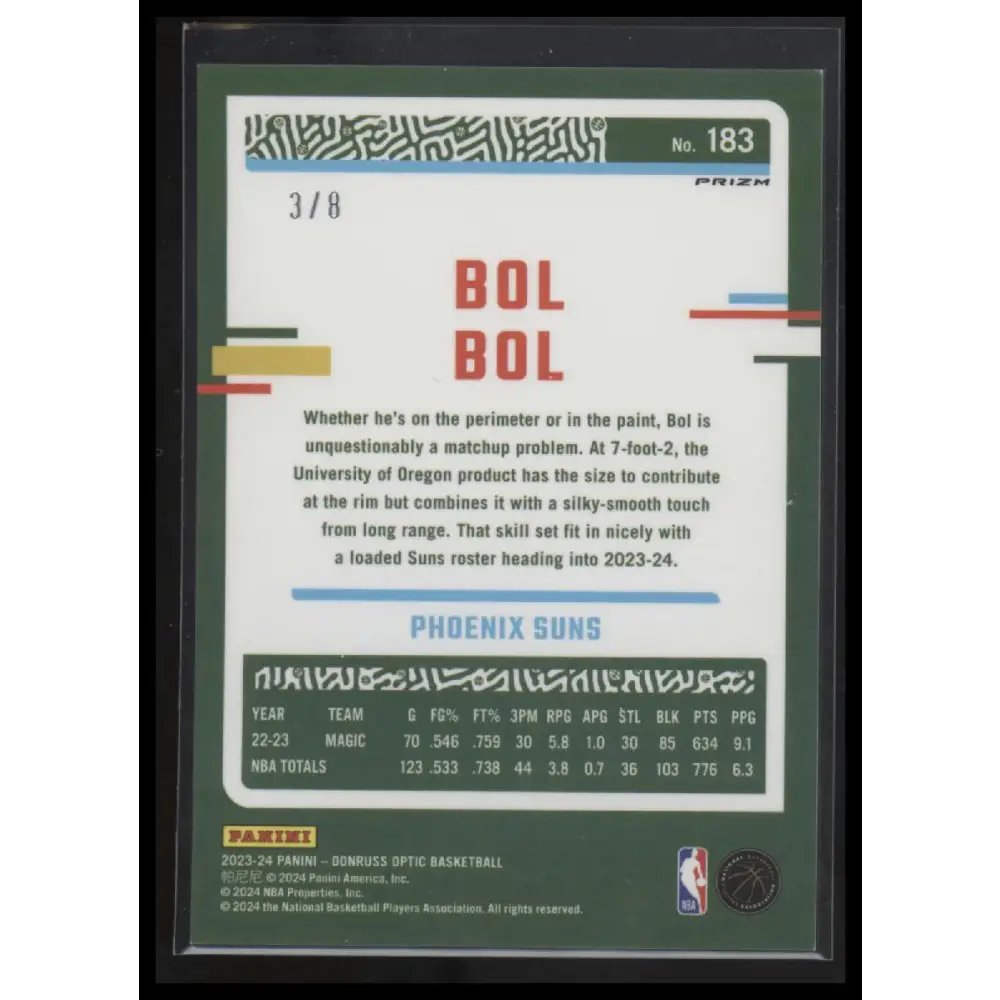 No. 183
PRIZM
3/8
BOL
BOL
Whether he's on the perimeter or in the paint, Bol is
unquestionably a matchup problem. At 7-foot-2, the
University of Oregon product has the size to contribute
at the rim but combines it with a silky-smooth touch
from long range. That skill set fit in nicely with
a loaded Suns roster heading into 2023-24.
PHOENIX SUNS
YEAR TEAM G FG% FT% 3PM RPG APG STL BLK PTS PPG
22-23 MAGIC 70 .546 .759 30 5.8 1.0 30 85 634 9.1
NBA TOTALS 123 .533 .738 44 3.8 0.7 36 103 776 6.3
PANINI
2023-24 PANINI – DONRUSS OPTIC BASKETBALL
帕尼尼 © 2024 Panini America, Inc.
© 2024 NBA Properties, Inc.
© 2024 the National Basketball Players Association. All rights reserved.
NBA
NATIONAL BASKETBALL